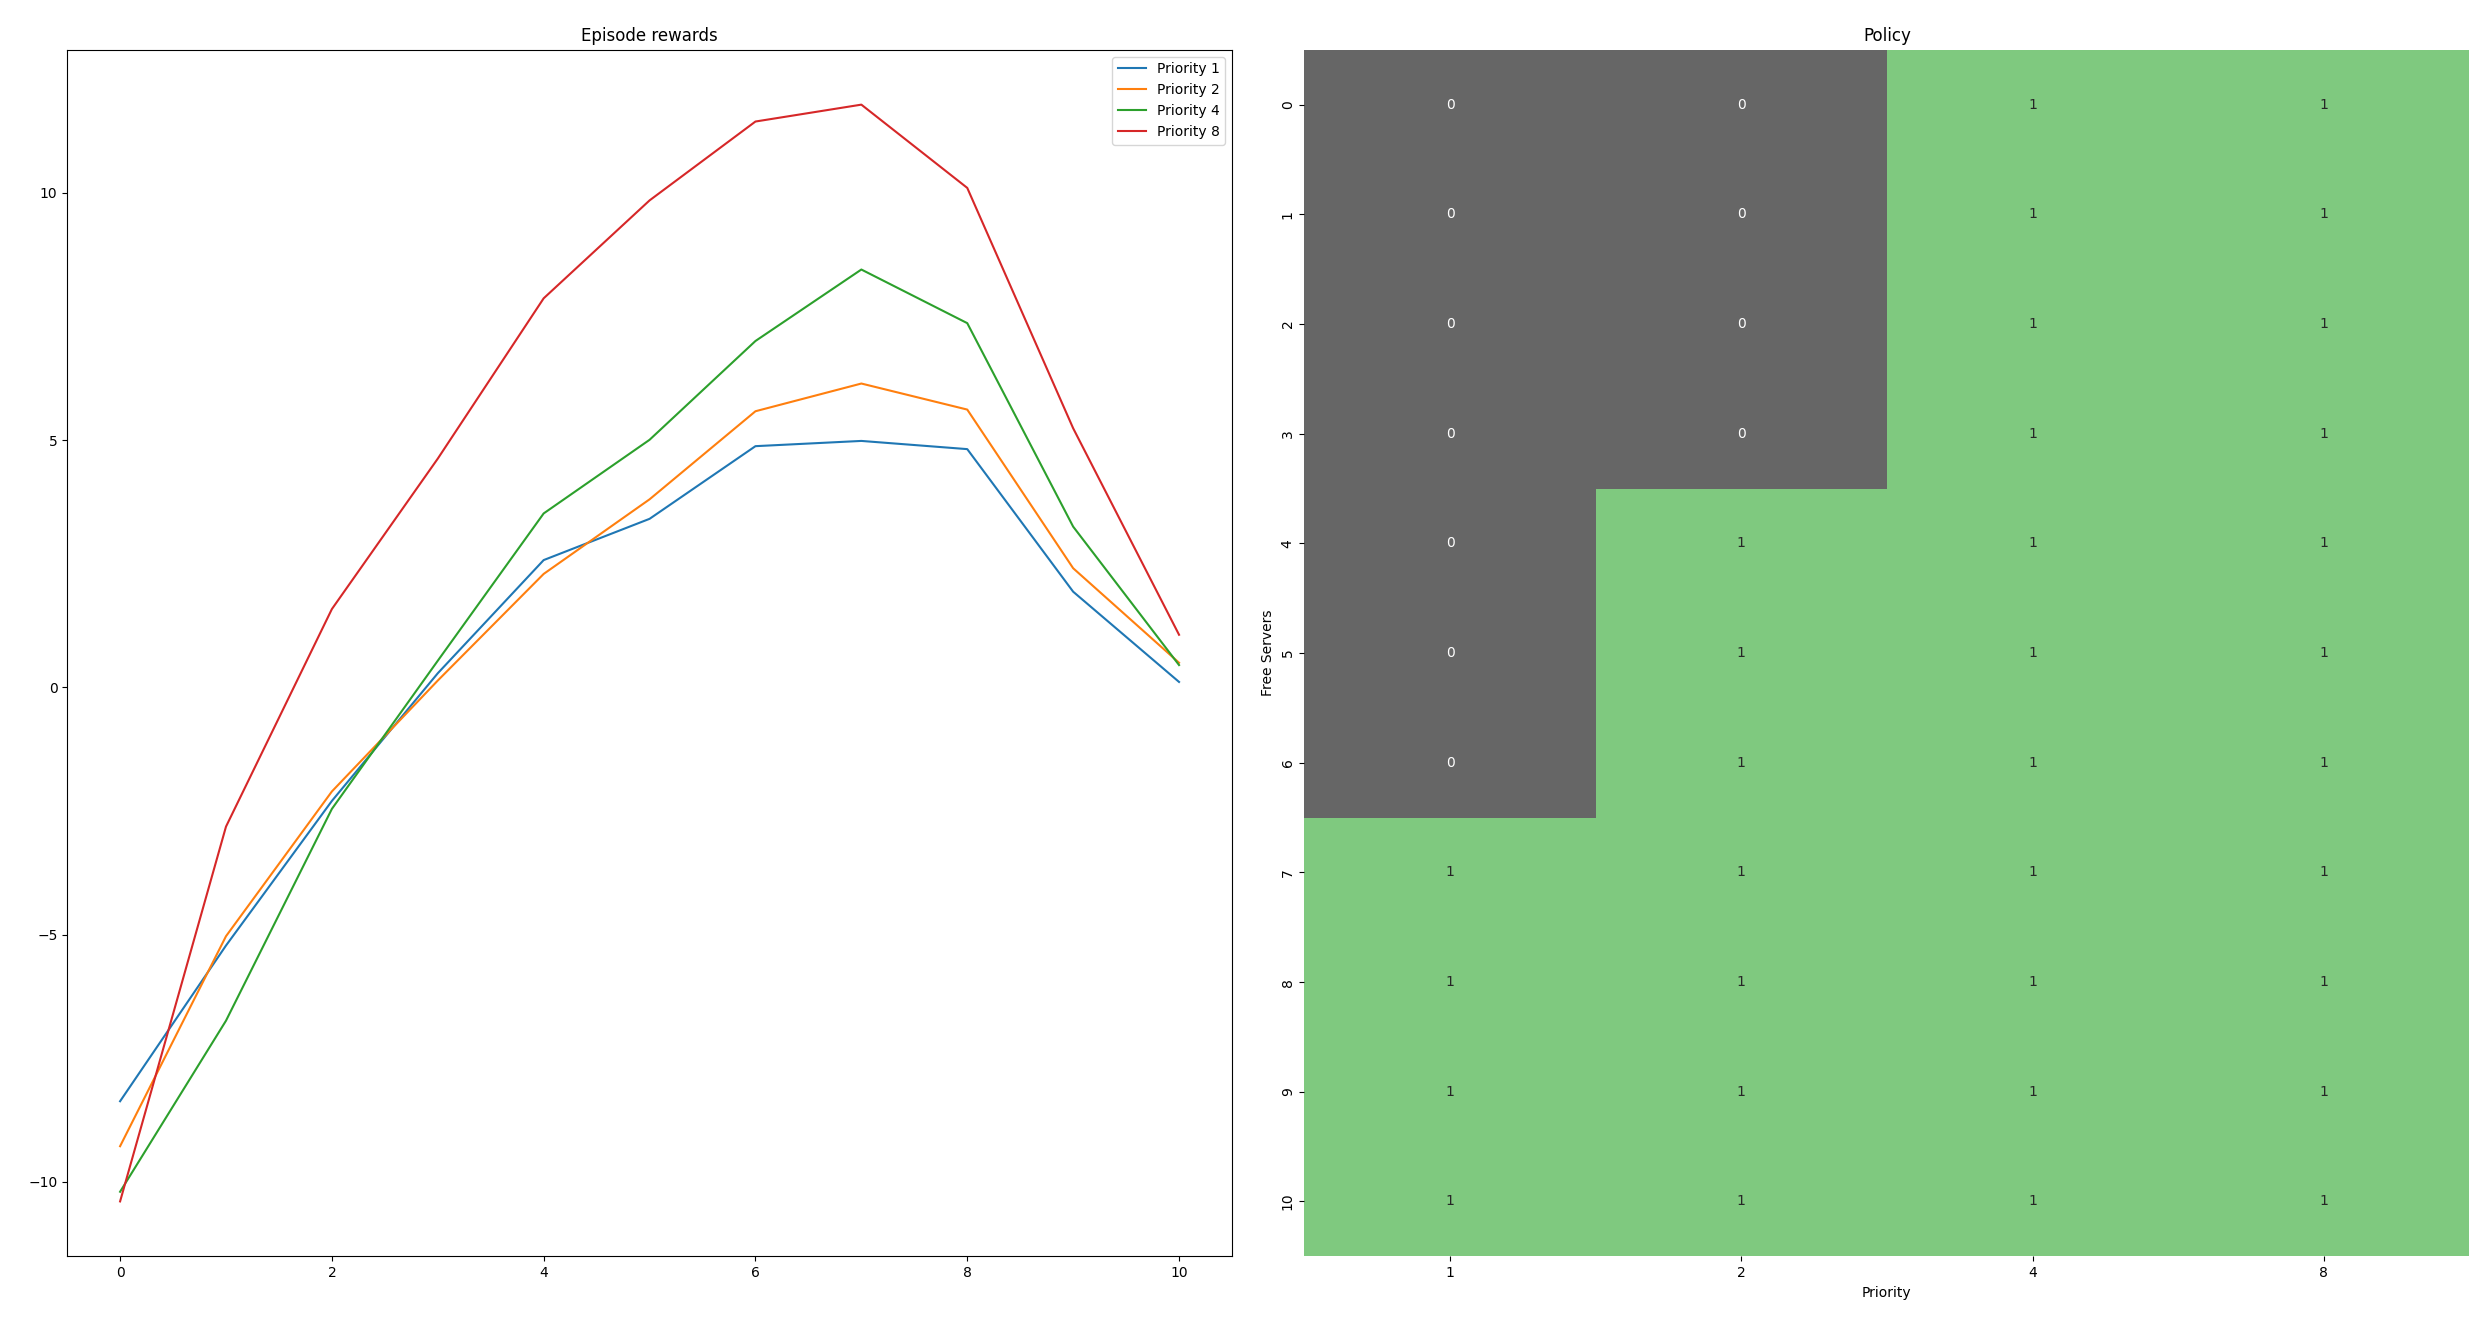 Episode rewards
Priority 1
Priority 2
Priority 4
Priority 8
10
5
0
−5
−10
0 2 4 6 8 10
Policy
Free Servers
0 0 0 1 1
1 0 0 1 1
2 0 0 1 1
3 0 0 1 1
4 0 1 1 1
5 0 1 1 1
6 0 1 1 1
7 1 1 1 1
8 1 1 1 1
9 1 1 1 1
10 1 1 1 1
1 2 4 8
Priority